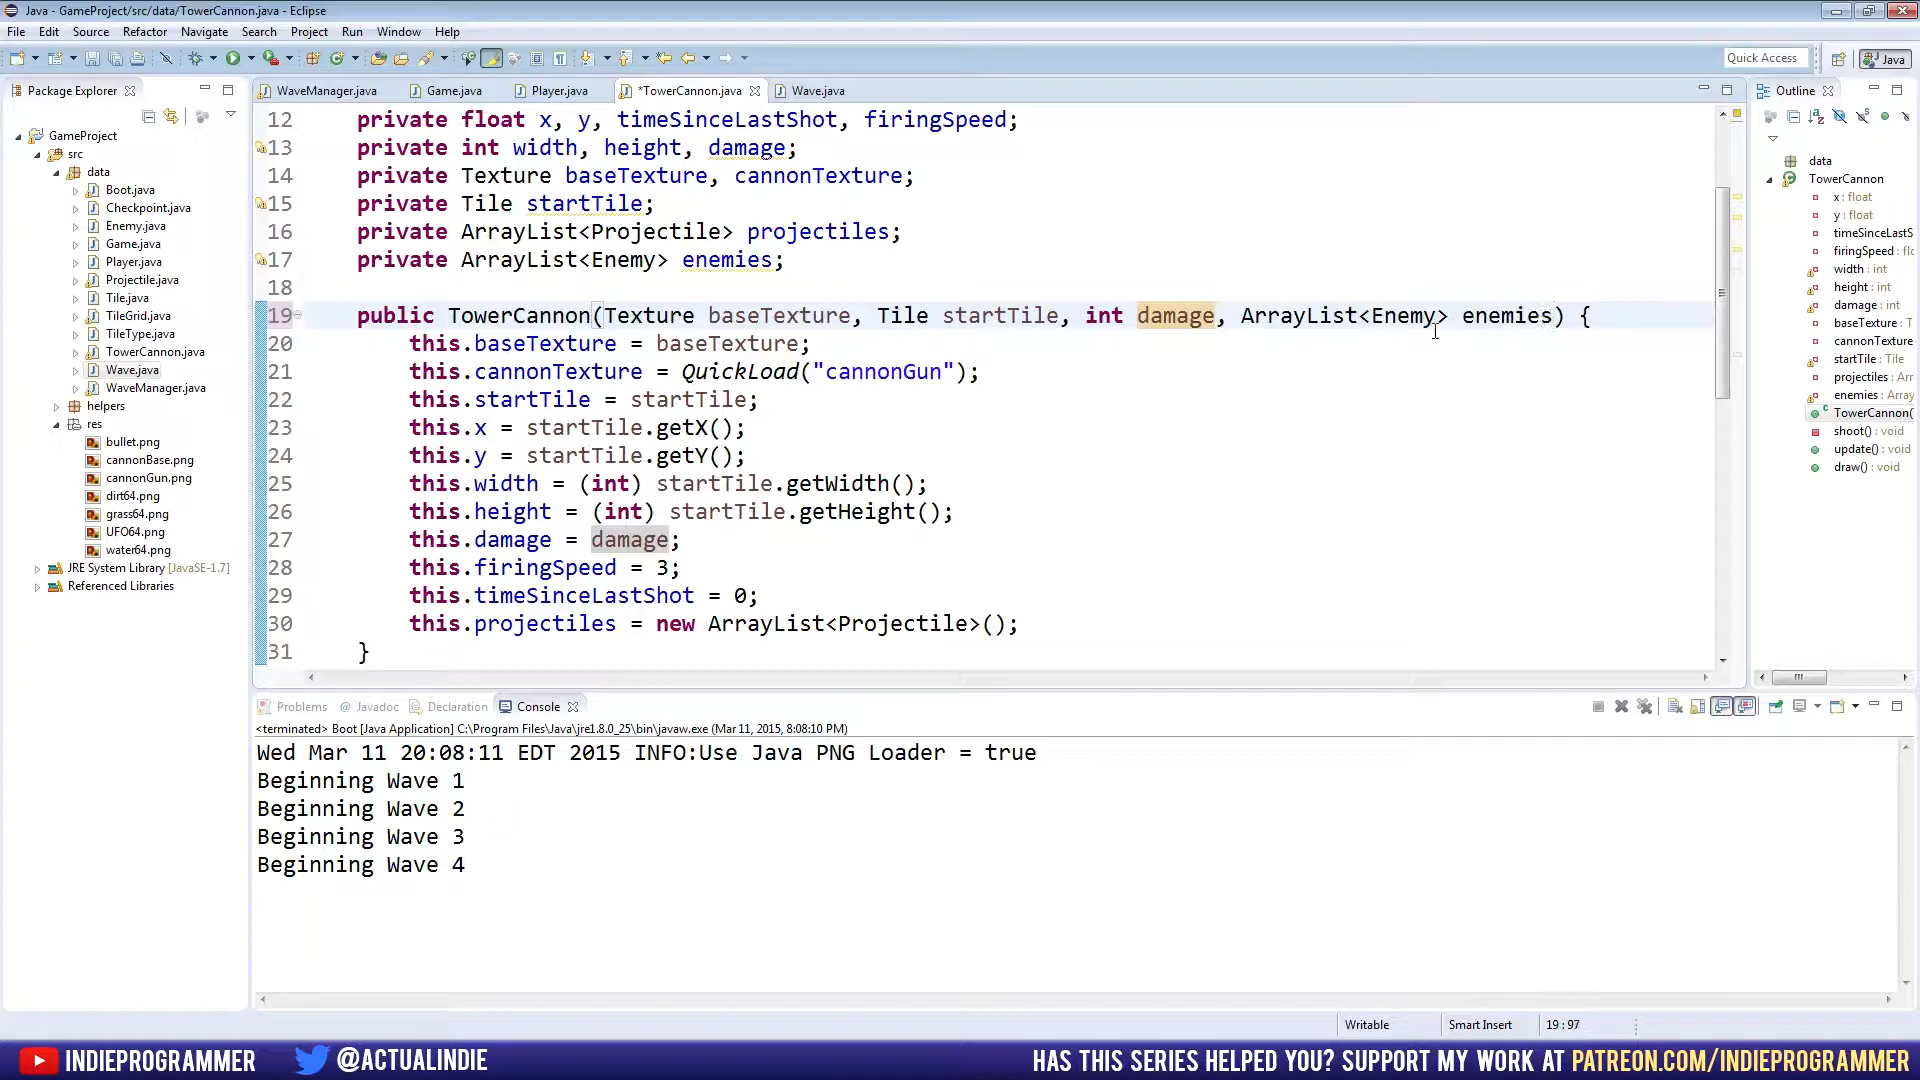 Java - GameProject/src/data/TowerCannon.java - Eclipse
File Edit Source Refactor Navigate Search Project Run Window Help
Quick Access
Java
Package Explorer
GameProject
src
data
Boot.java
Checkpoint.java
Enemy.java
Game.java
Player.java
Projectile.java
Tile.java
TileGrid.java
TileType.java
TowerCannon.java
Wave.java
WaveManager.java
helpers
res
bullet.png
cannonBase.png
cannonGun.png
dirt64.png
grass64.png
UFO64.png
water64.png
JRE System Library [JavaSE-1.7]
Referenced Libraries
WaveManager.java Game.java Player.java *TowerCannon.java Wave.java
12 private float x, y, timeSinceLastShot, firingSpeed;
13 private int width, height, damage;
14 private Texture baseTexture, cannonTexture;
15 private Tile startTile;
16 private ArrayList<Projectile> projectiles;
17 private ArrayList<Enemy> enemies;
18
19 public TowerCannon(Texture baseTexture, Tile startTile, int damage, ArrayList<Enemy> enemies) {
20 this.baseTexture = baseTexture;
21 this.cannonTexture = QuickLoad("cannonGun");
22 this.startTile = startTile;
23 this.x = startTile.getX();
24 this.y = startTile.getY();
25 this.width = (int) startTile.getWidth();
26 this.height = (int) startTile.getHeight();
27 this.damage = damage;
28 this.firingSpeed = 3;
29 this.timeSinceLastShot = 0;
30 this.projectiles = new ArrayList<Projectile>();
31 }
Outline
data
TowerCannon
x : float
y : float
timeSinceLastS
firingSpeed : flo
width : int
height : int
damage : int
baseTexture : T
cannonTexture
startTile : Tile
projectiles : Arr
enemies : Array
TowerCannon(
shoot() : void
update() : void
draw() : void
Problems @ Javadoc Declaration Console
<terminated> Boot [Java Application] C:\Program Files\Java\jre1.8.0_25\bin\javaw.exe (Mar 11, 2015, 8:08:10 PM)
Wed Mar 11 20:08:11 EDT 2015 INFO:Use Java PNG Loader = true
Beginning Wave 1
Beginning Wave 2
Beginning Wave 3
Beginning Wave 4
Writable Smart Insert 19 : 97
INDIEPROGRAMMER @ACTUALINDIE HAS THIS SERIES HELPED YOU? SUPPORT MY WORK AT PATREON.COM/INDIEPROGRAMMER